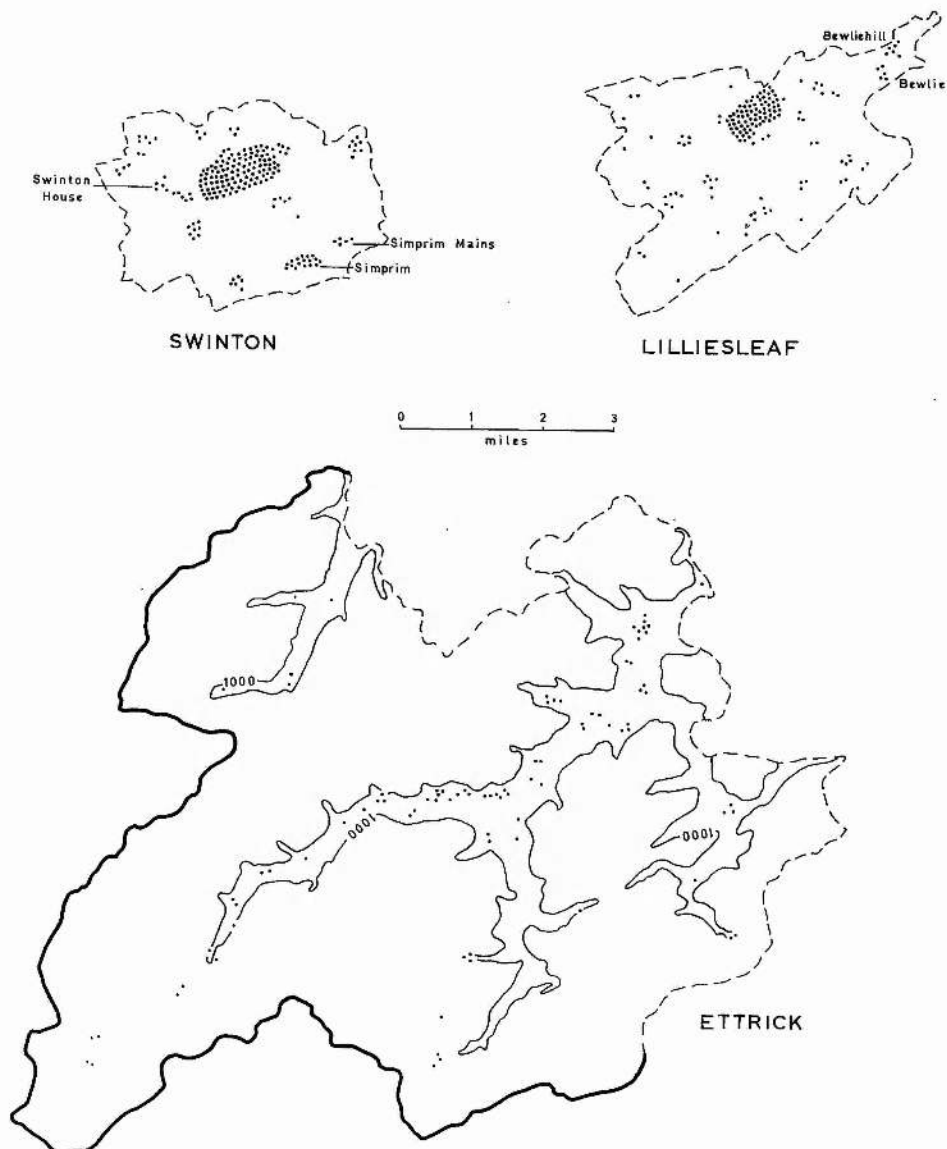 Bewliehill
Bewlie
Swinton
House
Simprim Mains
Simprim
SWINTON
LILLIESLEAF
0 1 2 3
miles
1000
1000
1000
ETTRICK